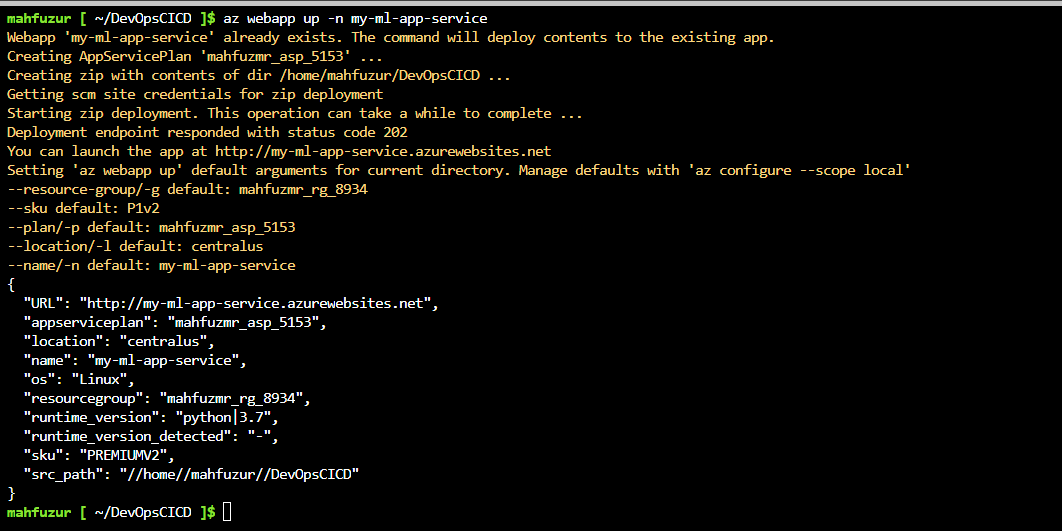 mahfuzur [ ~/DevOpsCICD ]$ az webapp up -n my-ml-app-service
Webapp 'my-ml-app-service' already exists. The command will deploy contents to the existing app.
Creating AppServicePlan 'mahfuzmr_asp_5153' ...
Creating zip with contents of dir /home/mahfuzur/DevOpsCICD ...
Getting scm site credentials for zip deployment
Starting zip deployment. This operation can take a while to complete ...
Deployment endpoint responded with status code 202
You can launch the app at http://my-ml-app-service.azurewebsites.net
Setting 'az webapp up' default arguments for current directory. Manage defaults with 'az configure --scope local'
--resource-group/-g default: mahfuzmr_rg_8934
--sku default: P1v2
--plan/-p default: mahfuzmr_asp_5153
--location/-l default: centralus
--name/-n default: my-ml-app-service
{
  "URL": "http://my-ml-app-service.azurewebsites.net",
  "appserviceplan": "mahfuzmr_asp_5153",
  "location": "centralus",
  "name": "my-ml-app-service",
  "os": "Linux",
  "resourcegroup": "mahfuzmr_rg_8934",
  "runtime_version": "python|3.7",
  "runtime_version_detected": "-",
  "sku": "PREMIUMV2",
  "src_path": "//home//mahfuzur//DevOpsCICD"
}
mahfuzur [ ~/DevOpsCICD ]$